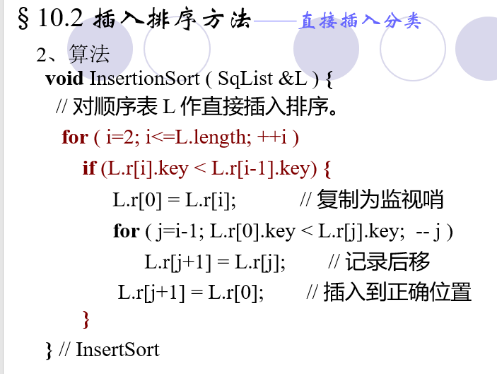 § 10.2 插入排序方法——直接插入分类
2、算法
void InsertionSort ( SqList &L ) {
// 对顺序表 L 作直接插入排序。
for ( i=2; i<=L.length; ++i )
if (L.r[i].key < L.r[i-1].key) {
L.r[0] = L.r[i]; // 复制为监视哨
for ( j=i-1; L.r[0].key < L.r[j].key; -- j )
L.r[j+1] = L.r[j]; // 记录后移
L.r[j+1] = L.r[0]; // 插入到正确位置
}
} // InsertSort